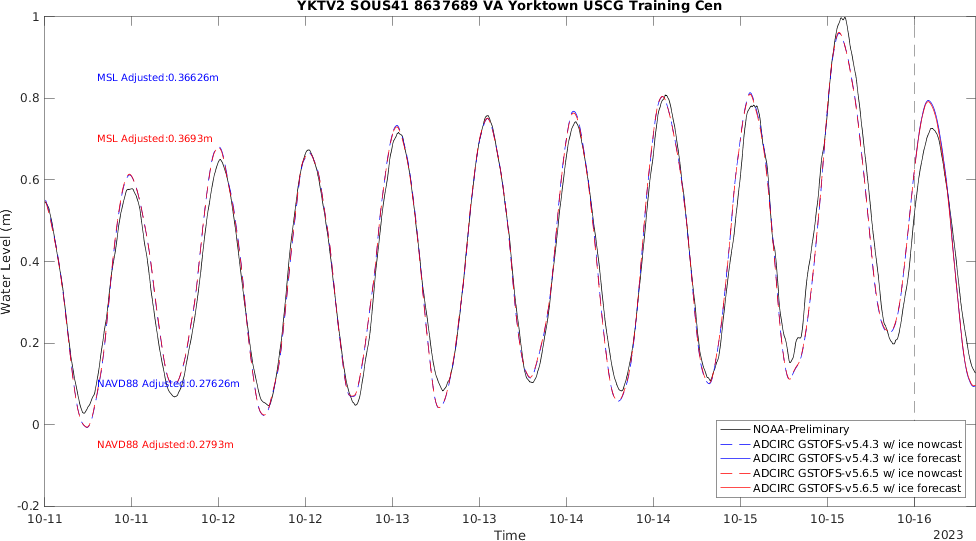 YKTV2 SOUS41 8637689 VA Yorktown USCG Training Cen
1
0.8
0.6
0.4
0.2
0
-0.2
Water Level (m)
MSL Adjusted:0.36626m
MSL Adjusted:0.3693m
NAVD88 Adjusted:0.27626m
NAVD88 Adjusted:0.2793m
NOAA-Preliminary
ADCIRC GSTOFS-v5.4.3 w/ ice nowcast
ADCIRC GSTOFS-v5.4.3 w/ ice forecast
ADCIRC GSTOFS-v5.6.5 w/ ice nowcast
ADCIRC GSTOFS-v5.6.5 w/ ice forecast
10-11 10-11 10-12 10-12 10-13 10-13 10-14 10-14 10-15 10-15 10-16
Time
2023